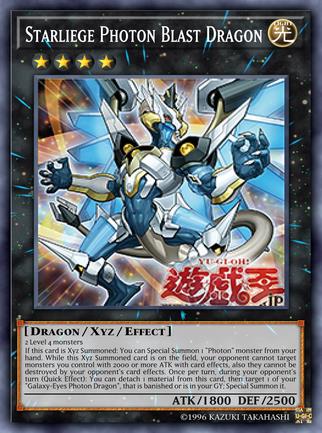 Starliege Photon Blast Dragon
LIGHT
光
YU-GI-OH!
遊戯王
JP
[Dragon / Xyz / Effect]
2 Level 4 monsters
If this card is Xyz Summoned: You can Special Summon 1 "Photon" monster from
your hand. While this Xyz Summoned card is on the field, your opponent cannot target
monsters you control with 2000 or more ATK with card effects, also they cannot be
destroyed by your opponent's card effects. Once per turn, during your opponent's
turn (Quick Effect): You can detach 1 material from this card, then target 1 of your
"Galaxy-Eyes Photon Dragon", that is banished or is in your GY; Special Summon it.
ATK/1800 DEF/2500
©1996 KAZUKI TAKAHASHI